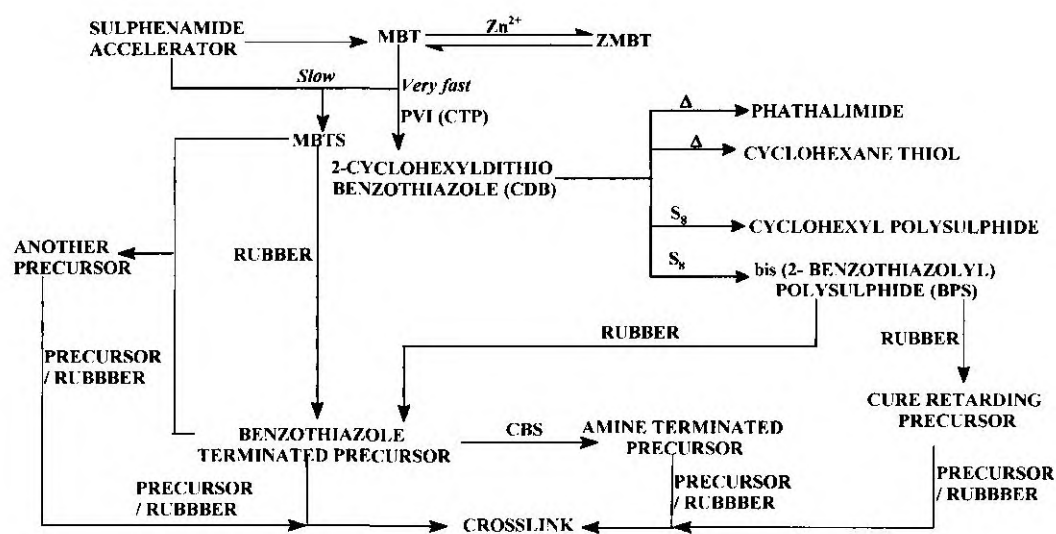 SULPHENAMIDE
ACCELERATOR
MBT
Zn2+
ZMBT
Slow
Very fast
PVI (CTP)
MBTS
2-CYCLOHEXYLDITHIO
BENZOTHIAZOLE (CDB)
Δ
PHATHALIMIDE
Δ
CYCLOHEXANE THIOL
S8
CYCLOHEXYL POLYSULPHIDE
S8
bis (2- BENZOTHIAZOLYL)
POLYSULPHIDE (BPS)
ANOTHER
PRECURSOR
RUBBER
RUBBER
RUBBER
PRECURSOR
/ RUBBBER
CURE RETARDING
PRECURSOR
BENZOTHIAZOLE
TERMINATED PRECURSOR
CBS
AMINE TERMINATED
PRECURSOR
PRECURSOR
/ RUBBBER
PRECURSOR
/ RUBBBER
PRECURSOR
/ RUBBBER
CROSSLINK